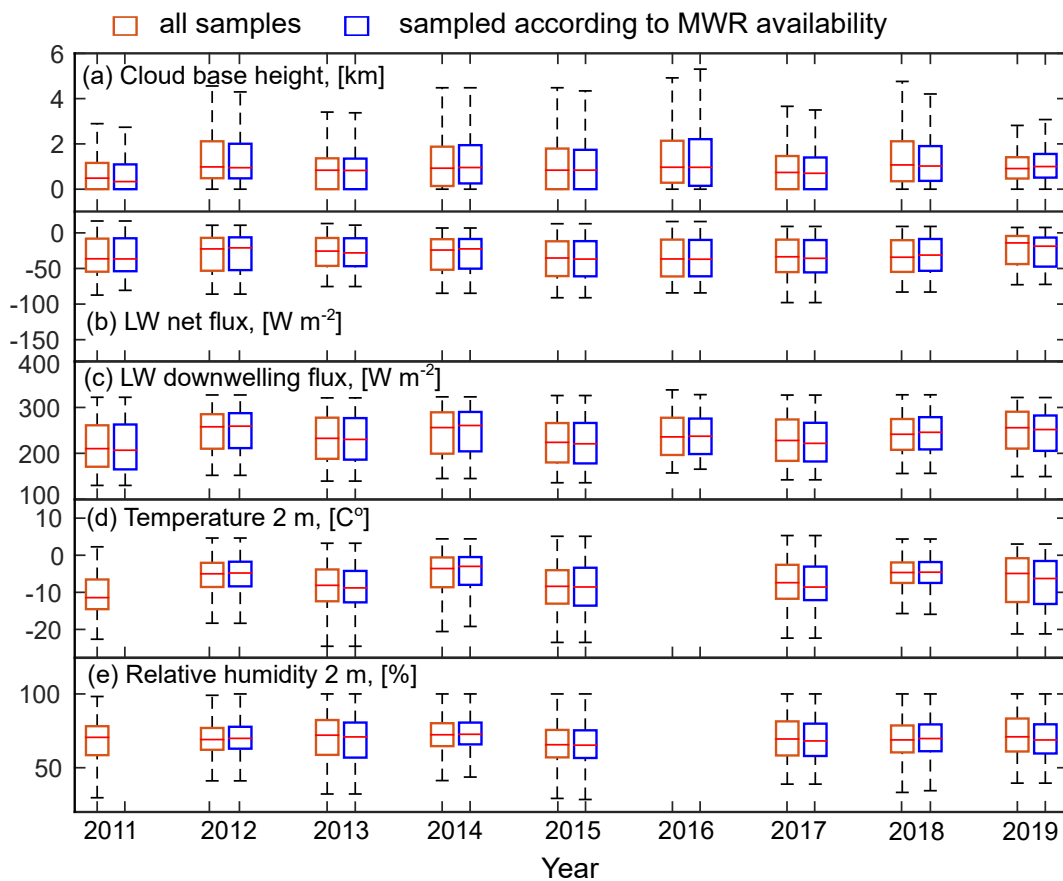 all samples sampled according to MWR availability
(a) Cloud base height, [km]
6
4
2
0
0
-50
-100
-150
(b) LW net flux, [W m⁻²]
(c) LW downwelling flux, [W m⁻²]
400
300
200
100
(d) Temperature 2 m, [Cᵒ]
10
0
-10
-20
(e) Relative humidity 2 m, [%]
100
50
2011 2012 2013 2014 2015 2016 2017 2018 2019
Year